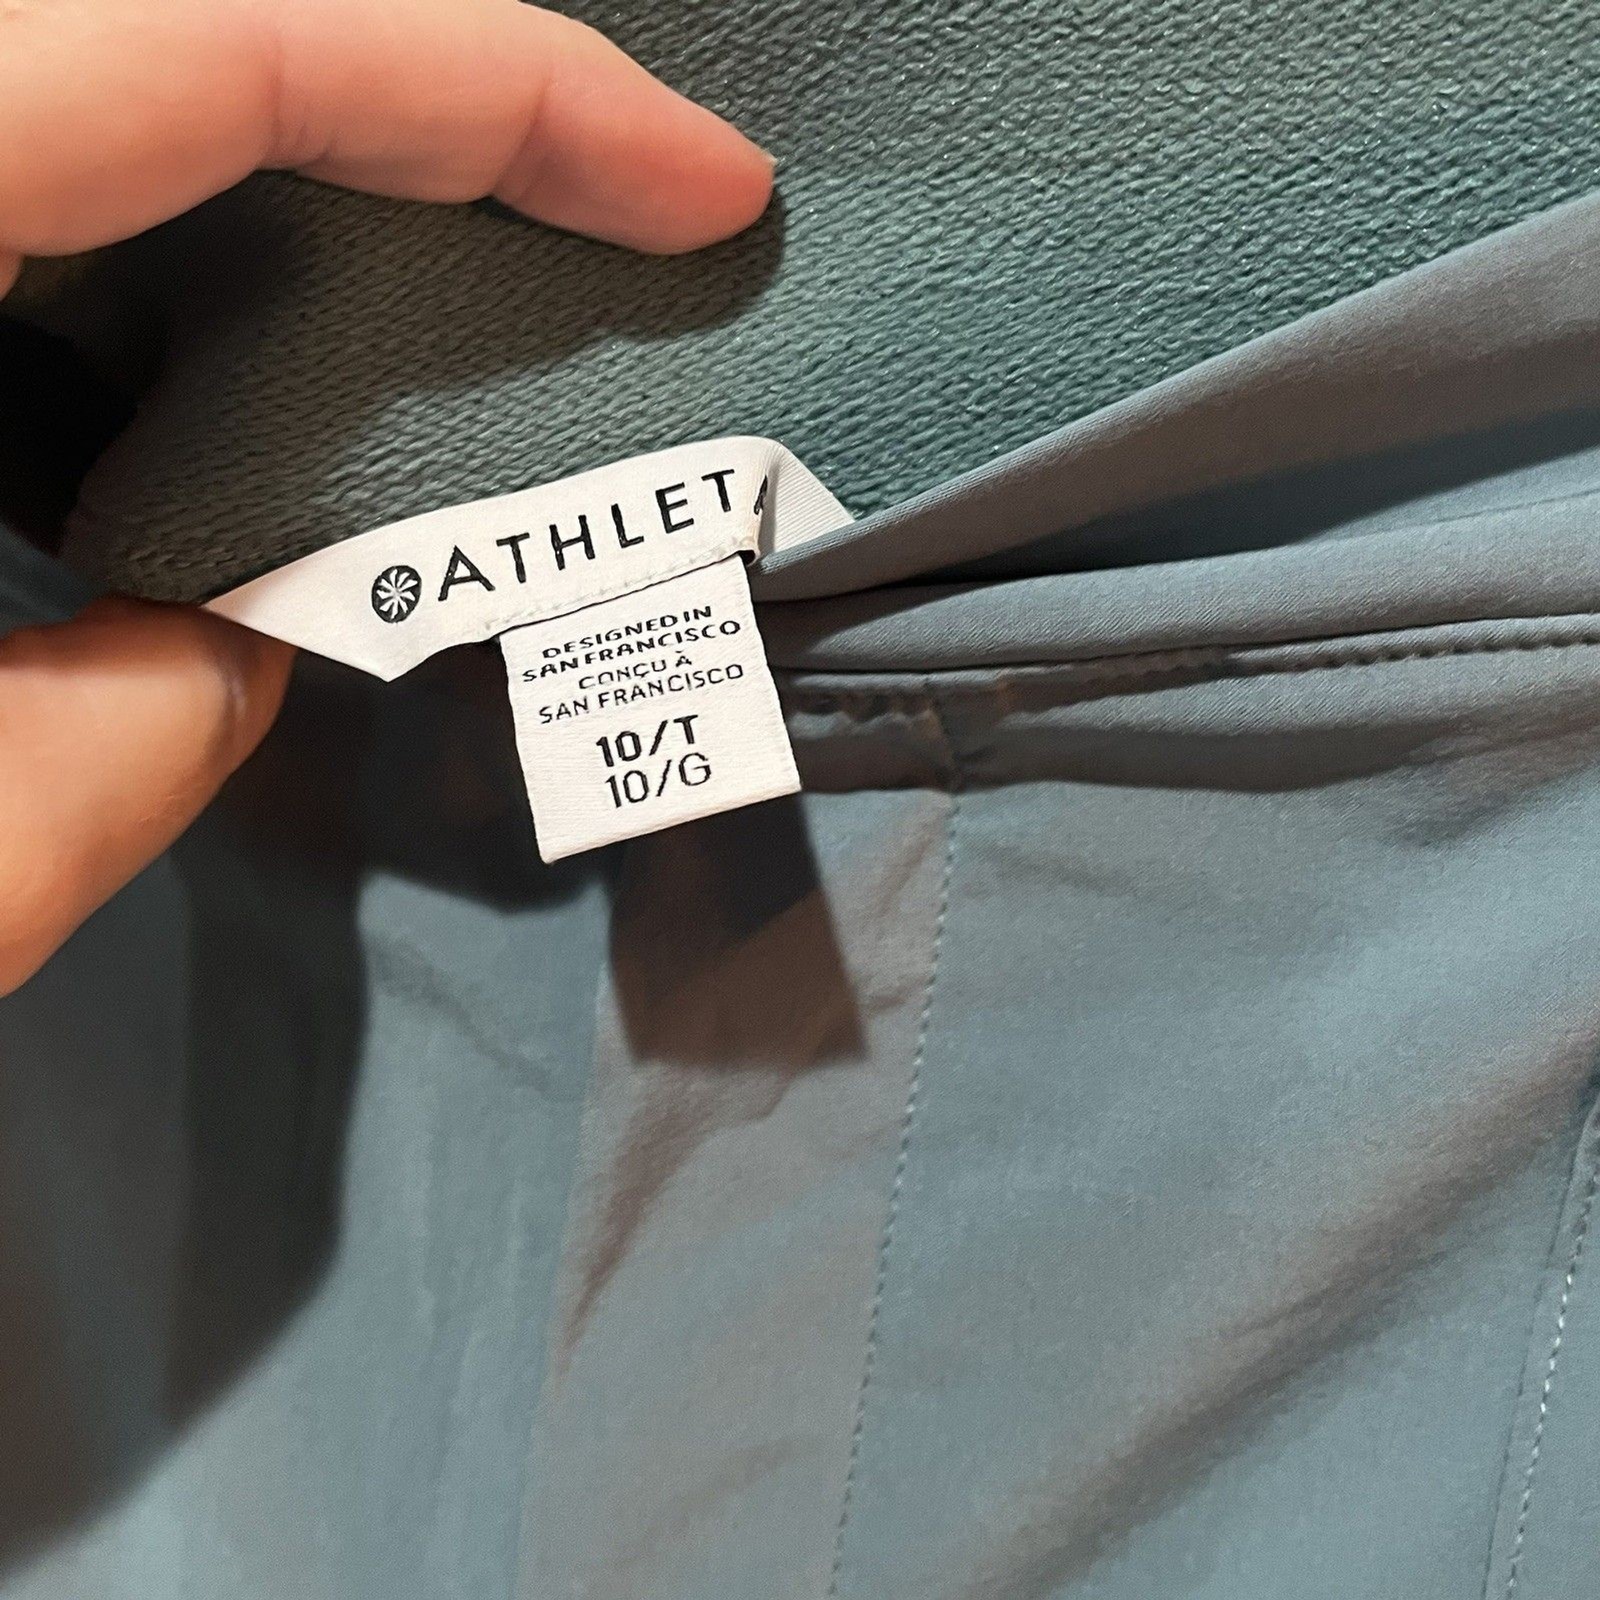 ATHLET
DESIGNED IN
SAN FRANCISCO
CONÇU À
SAN FRANCISCO
10/T
10/G